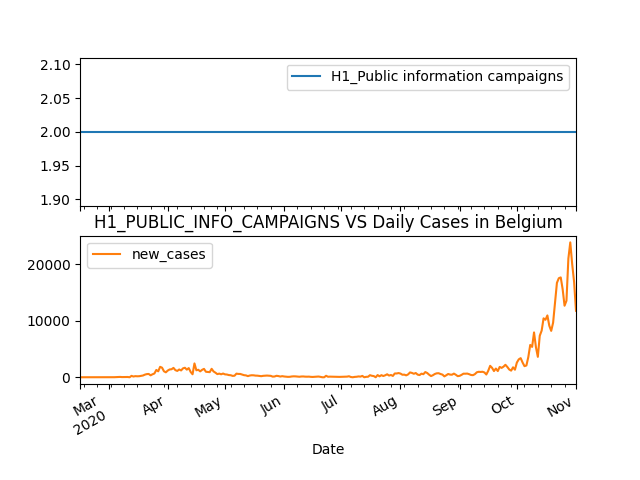 2.10
2.05
2.00
1.95
1.90
H1_Public information campaigns
H1_PUBLIC_INFO_CAMPAIGNS VS Daily Cases in Belgium
20000
10000
0
new_cases
Mar
2020
Apr
May
Jun
Jul
Aug
Sep
Oct
Nov
Date